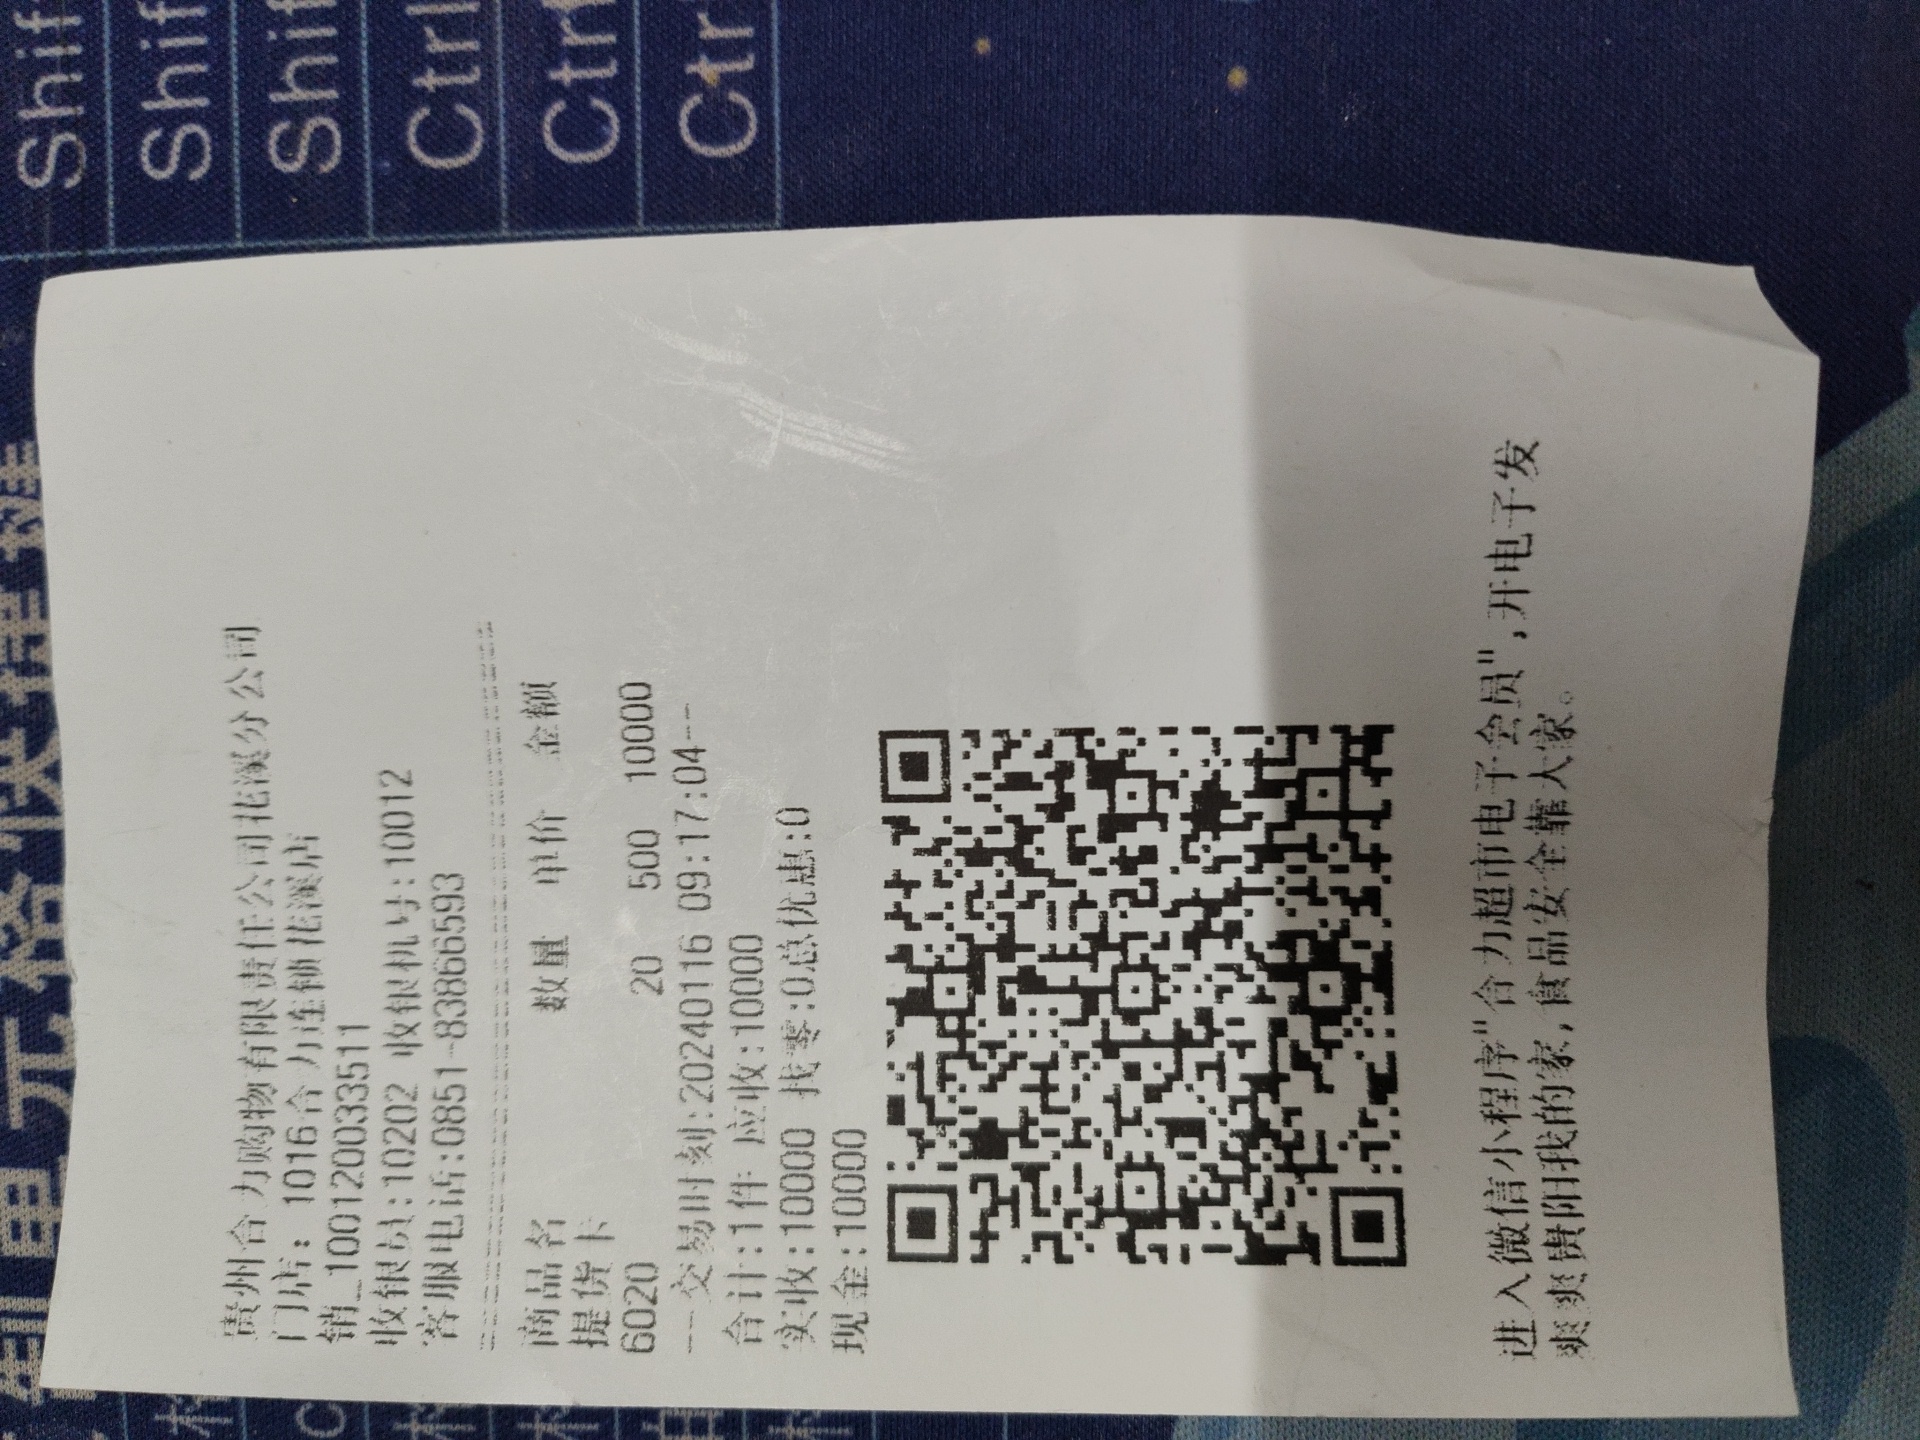 贵州合力购物有限责任公司花溪分公司
门店: 1016合力连锁花溪店
销_100120033511
收银员:10202 收银机号:10012
客服电话:0851-83866593
商品名 数量 单价 金额
提货卡
6020 20 500 10000
--交易时刻:20240116 09:17:04--
合计:1件 应收:10000
实收:10000 找零:0总优惠:0
现金:10000
进入微信小程序"合力超市电子会员",开电子发
爽爽贵阳我的家,食品安全靠大家。
Shif
Shif
Shif
Ctrl
Ctrl
Ctr